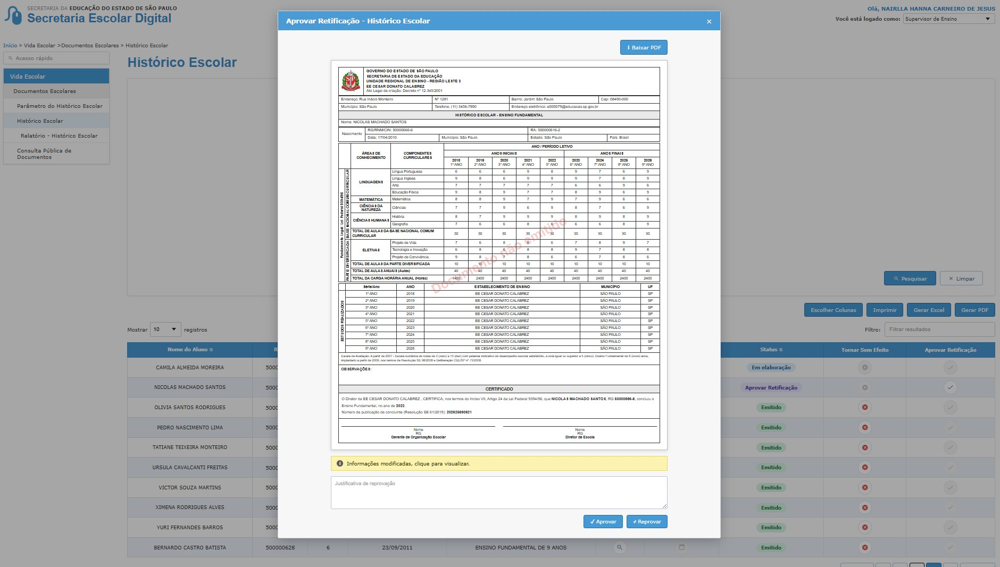 SECRETARIA DA EDUCAÇÃO DO ESTADO DE SÃO PAULO
Secretaria Escolar Digital
Olá, NAIRLLA HANNA CARNEIRO DE JESUS
Você está logado como: Supervisor de Ensino
Início » Vida Escolar >Documentos Escolares » Histórico Escolar
Acesso rápido
Vida Escolar
Documentos Escolares
Parâmetro do Histórico Escolar
Histórico Escolar
Relatório - Histórico Escolar
Consulta Pública de
Documentos
Histórico Escolar
Pesquisar
Limpar
Escolher Colunas
Imprimir
Gerar Excel
Gerar PDF
Mostrar 10 registros
Filtro: Filtrar resultados
Nome do Aluno
Status Tornar Sem Efeito Aprovar Retificação
CAMILA ALMEIDA MOREIRA Em elaboração
NICOLAS MACHADO SANTOS Aprovar Retificação
OLIVIA SANTOS RODRIGUES Emitido
PEDRO NASCIMENTO LIMA Emitido
TATIANE TEIXEIRA MONTEIRO Emitido
URSULA CAVALCANTI FREITAS Emitido
VICTOR SOUZA MARTINS Emitido
XIMENA RODRIGUES ALVES Emitido
YURI FERNANDES BARROS Emitido
BERNARDO CASTRO BATISTA 500000628 6 23/09/2011 ENSINO FUNDAMENTAL DE 9 ANOS Emitido
Aprovar Retificação - Histórico Escolar
Baixar PDF
GOVERNO DO ESTADO DE SÃO PAULO
SECRETARIA DE ESTADO DA EDUCAÇÃO
UNIDADE REGIONAL DE ENSINO - REGIÃO LESTE 3
EE CESAR DONATO CALABREZ
Ato Legal de criação: Decreto nº 12.345/2001
Endereço: Rua Inácio Monteiro Nº 1281 Bairro: Jardim São Paulo Cep: 08490-000
Município: São Paulo Telefone: (11) 3456-7890 Endereço eletrônico: e000079@educacao.sp.gov.br
HISTÓRICO ESCOLAR - ENSINO FUNDAMENTAL
Nome: NICOLAS MACHADO SANTOS
Nascimento
RG/RNM/CIN: 50000666-6 RA: 500000616-2
Data: 17/04/2010 Município: São Paulo Estado: São Paulo País: Brasil
ÁREAS DE CONHECIMENTO COMPONENTES CURRICULARES ANO / PERÍODO LETIVO
ANOS INICIAIS ANOS FINAIS
2018 2019 2020 2021 2022 2023 2024 2025 2026
1º ANO 2º ANO 3º ANO 4º ANO 5º ANO 6º ANO 7º ANO 8º ANO 9º ANO
Fundamento Legal: Lei Federal 9394/96
BASE NACIONAL COMUM CURRICULAR
LINGUAGENS
Língua Portuguesa 6 6 6 9 8 9 7 6 9
Língua Inglesa 9 8 6 9 9 9 7 8 9
Arte 7 7 7 7 7 6 6 9 6
Educação Física 9 8 9 7 7 8 9 6 9
MATEMÁTICA Matemática 8 8 9 7 9 7 9 6 6
CIÊNCIAS DA NATUREZA Ciências 7 7 9 6 9 8 7 6 9
CIÊNCIAS HUMANAS
História 8 7 9 9 9 8 9 8 9
Geografia 7 6 6 8 6 6 6 8 9
TOTAL DE AULAS DA BASE NACIONAL COMUM CURRICULAR 30 30 30 30 30 30 30 30 30
PARTE DIVERSIFICADA
ELETIVAS
Projeto de Vida 7 6 8 8 6 7 8 9 7
Tecnologia e Inovação 6 8 6 8 8 9 7 8 8
Projeto de Convivência 9 8 7 8 6 6 7 8 6
TOTAL DE AULAS DA PARTE DIVERSIFICADA 10 10 10 10 10 10 10 10 10
TOTAL DE AULAS ANUAIS (Aulas) 40 40 40 40 40 40 40 40 40
TOTAL DA CARGA HORÁRIA ANUAL (Horas) 1400 2400 2400 2400 2400 2400 2400 2400 2400
Documento não emitido
ESTUDOS REALIZADOS
Série/Ano ANO ESTABELECIMENTO DE ENSINO MUNICÍPIO UF
1º ANO 2018 EE CESAR DONATO CALABREZ SÃO PAULO SP
2º ANO 2019 EE CESAR DONATO CALABREZ SÃO PAULO SP
3º ANO 2020 EE CESAR DONATO CALABREZ SÃO PAULO SP
4º ANO 2021 EE CESAR DONATO CALABREZ SÃO PAULO SP
5º ANO 2022 EE CESAR DONATO CALABREZ SÃO PAULO SP
6º ANO 2023 EE CESAR DONATO CALABREZ SÃO PAULO SP
7º ANO 2024 EE CESAR DONATO CALABREZ SÃO PAULO SP
8º ANO 2025 EE CESAR DONATO CALABREZ SÃO PAULO SP
9º ANO 2026 EE CESAR DONATO CALABREZ SÃO PAULO SP
Escala de Avaliação: A partir de 2007 - Escala numérica de notas de 0 (zero) a 10 (dez) com patamar indicativo de desempenho escolar satisfatório, a nota igual ou superior a 5 (cinco). Ensino Fundamental de 9 (nove) anos,
implantado a partir de 2009, nos termos da Resolução SE 98/2008 e Deliberação CEE/SP nº 73/2008.
OBSERVAÇÕES:
CERTIFICADO
O Diretor da EE CESAR DONATO CALABREZ , CERTIFICA, nos termos do Inciso VII, Artigo 24 da Lei Federal 9394/96, que NICOLAS MACHADO SANTOS, RG 50000666-6, concluiu o
Ensino Fundamental, no ano de 2022.
Número de publicação de concluinte (Resolução SE 61/2019): 202625680621
Nome Nome
RG RG
Gerente de Organização Escolar Diretor de Escola
Informações modificadas, clique para visualizar.
Justificativa de reprovação
Aprovar
Reprovar